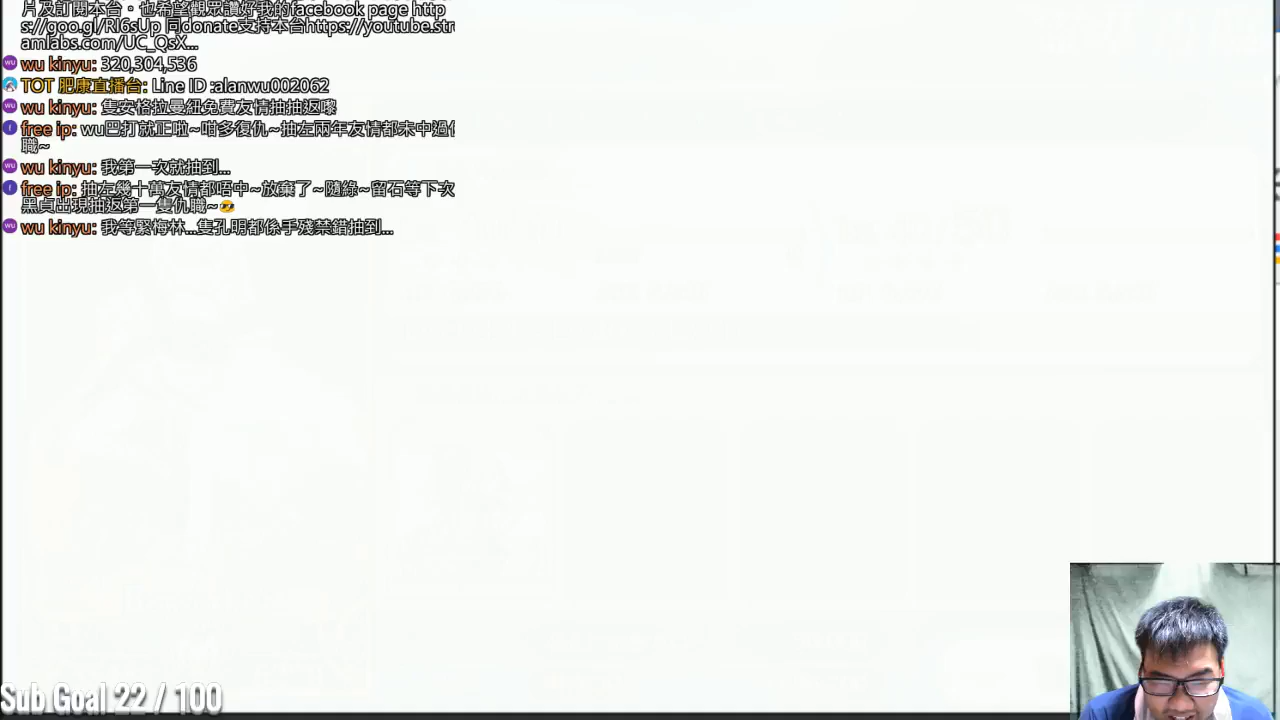 片及訂閱本台。也希望觀眾讚好我的facebook page http
s://goo.gl/Rl6sUp 同donate支持本台https://youtube.str
amlabs.com/UC_QsX...
wu kinyu: 320,304,536
TOT 肥康直播台: Line ID :alanwu002062
wu kinyu: 隻安格拉曼紐免費友情抽抽返嚟
free ip: wu巴打就正啦~咁多復仇~抽左兩年友情都未中過
職~
wu kinyu: 我第一次就抽到...
free ip: 抽左幾十萬友情都唔中~放棄了~隨緣~留石等下次
黑貞出現抽返第一隻仇職~😎
wu kinyu: 我等緊梅林...隻孔明都係手殘禁錯抽到...
Sub Goal 22 / 100